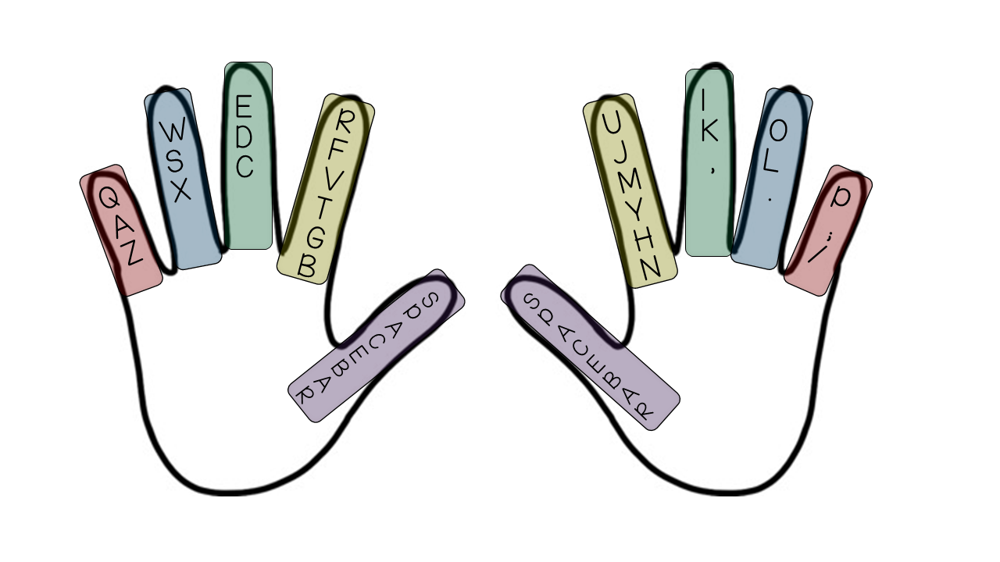 QAZ
WSX
EDC
RFVTGB
SPACEBAR
SPACEBAR
UJMYHN
IK,
OL.
P;/